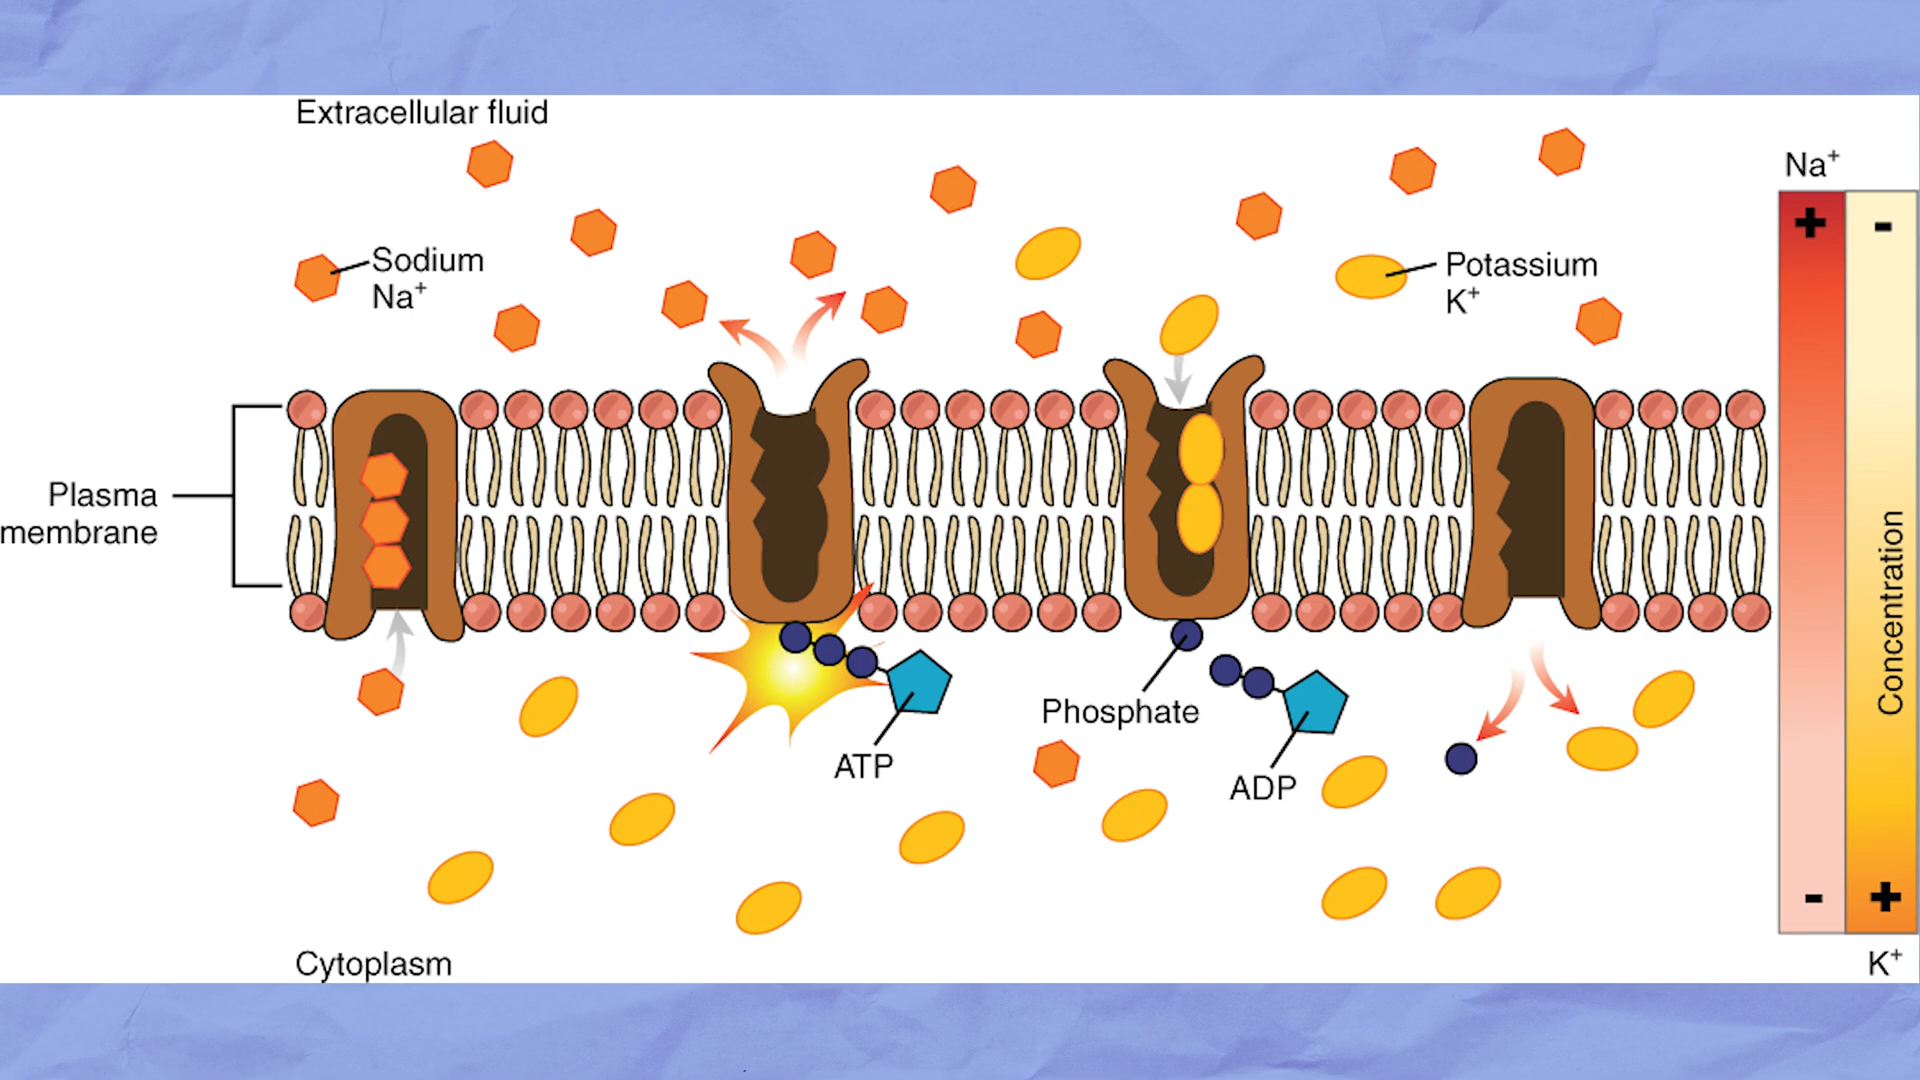 Extracellular fluid
Na⁺
+ -
Sodium
Na⁺
Potassium
K⁺
Plasma
membrane
Concentration
Phosphate
ATP
ADP
- +
Cytoplasm
K⁺